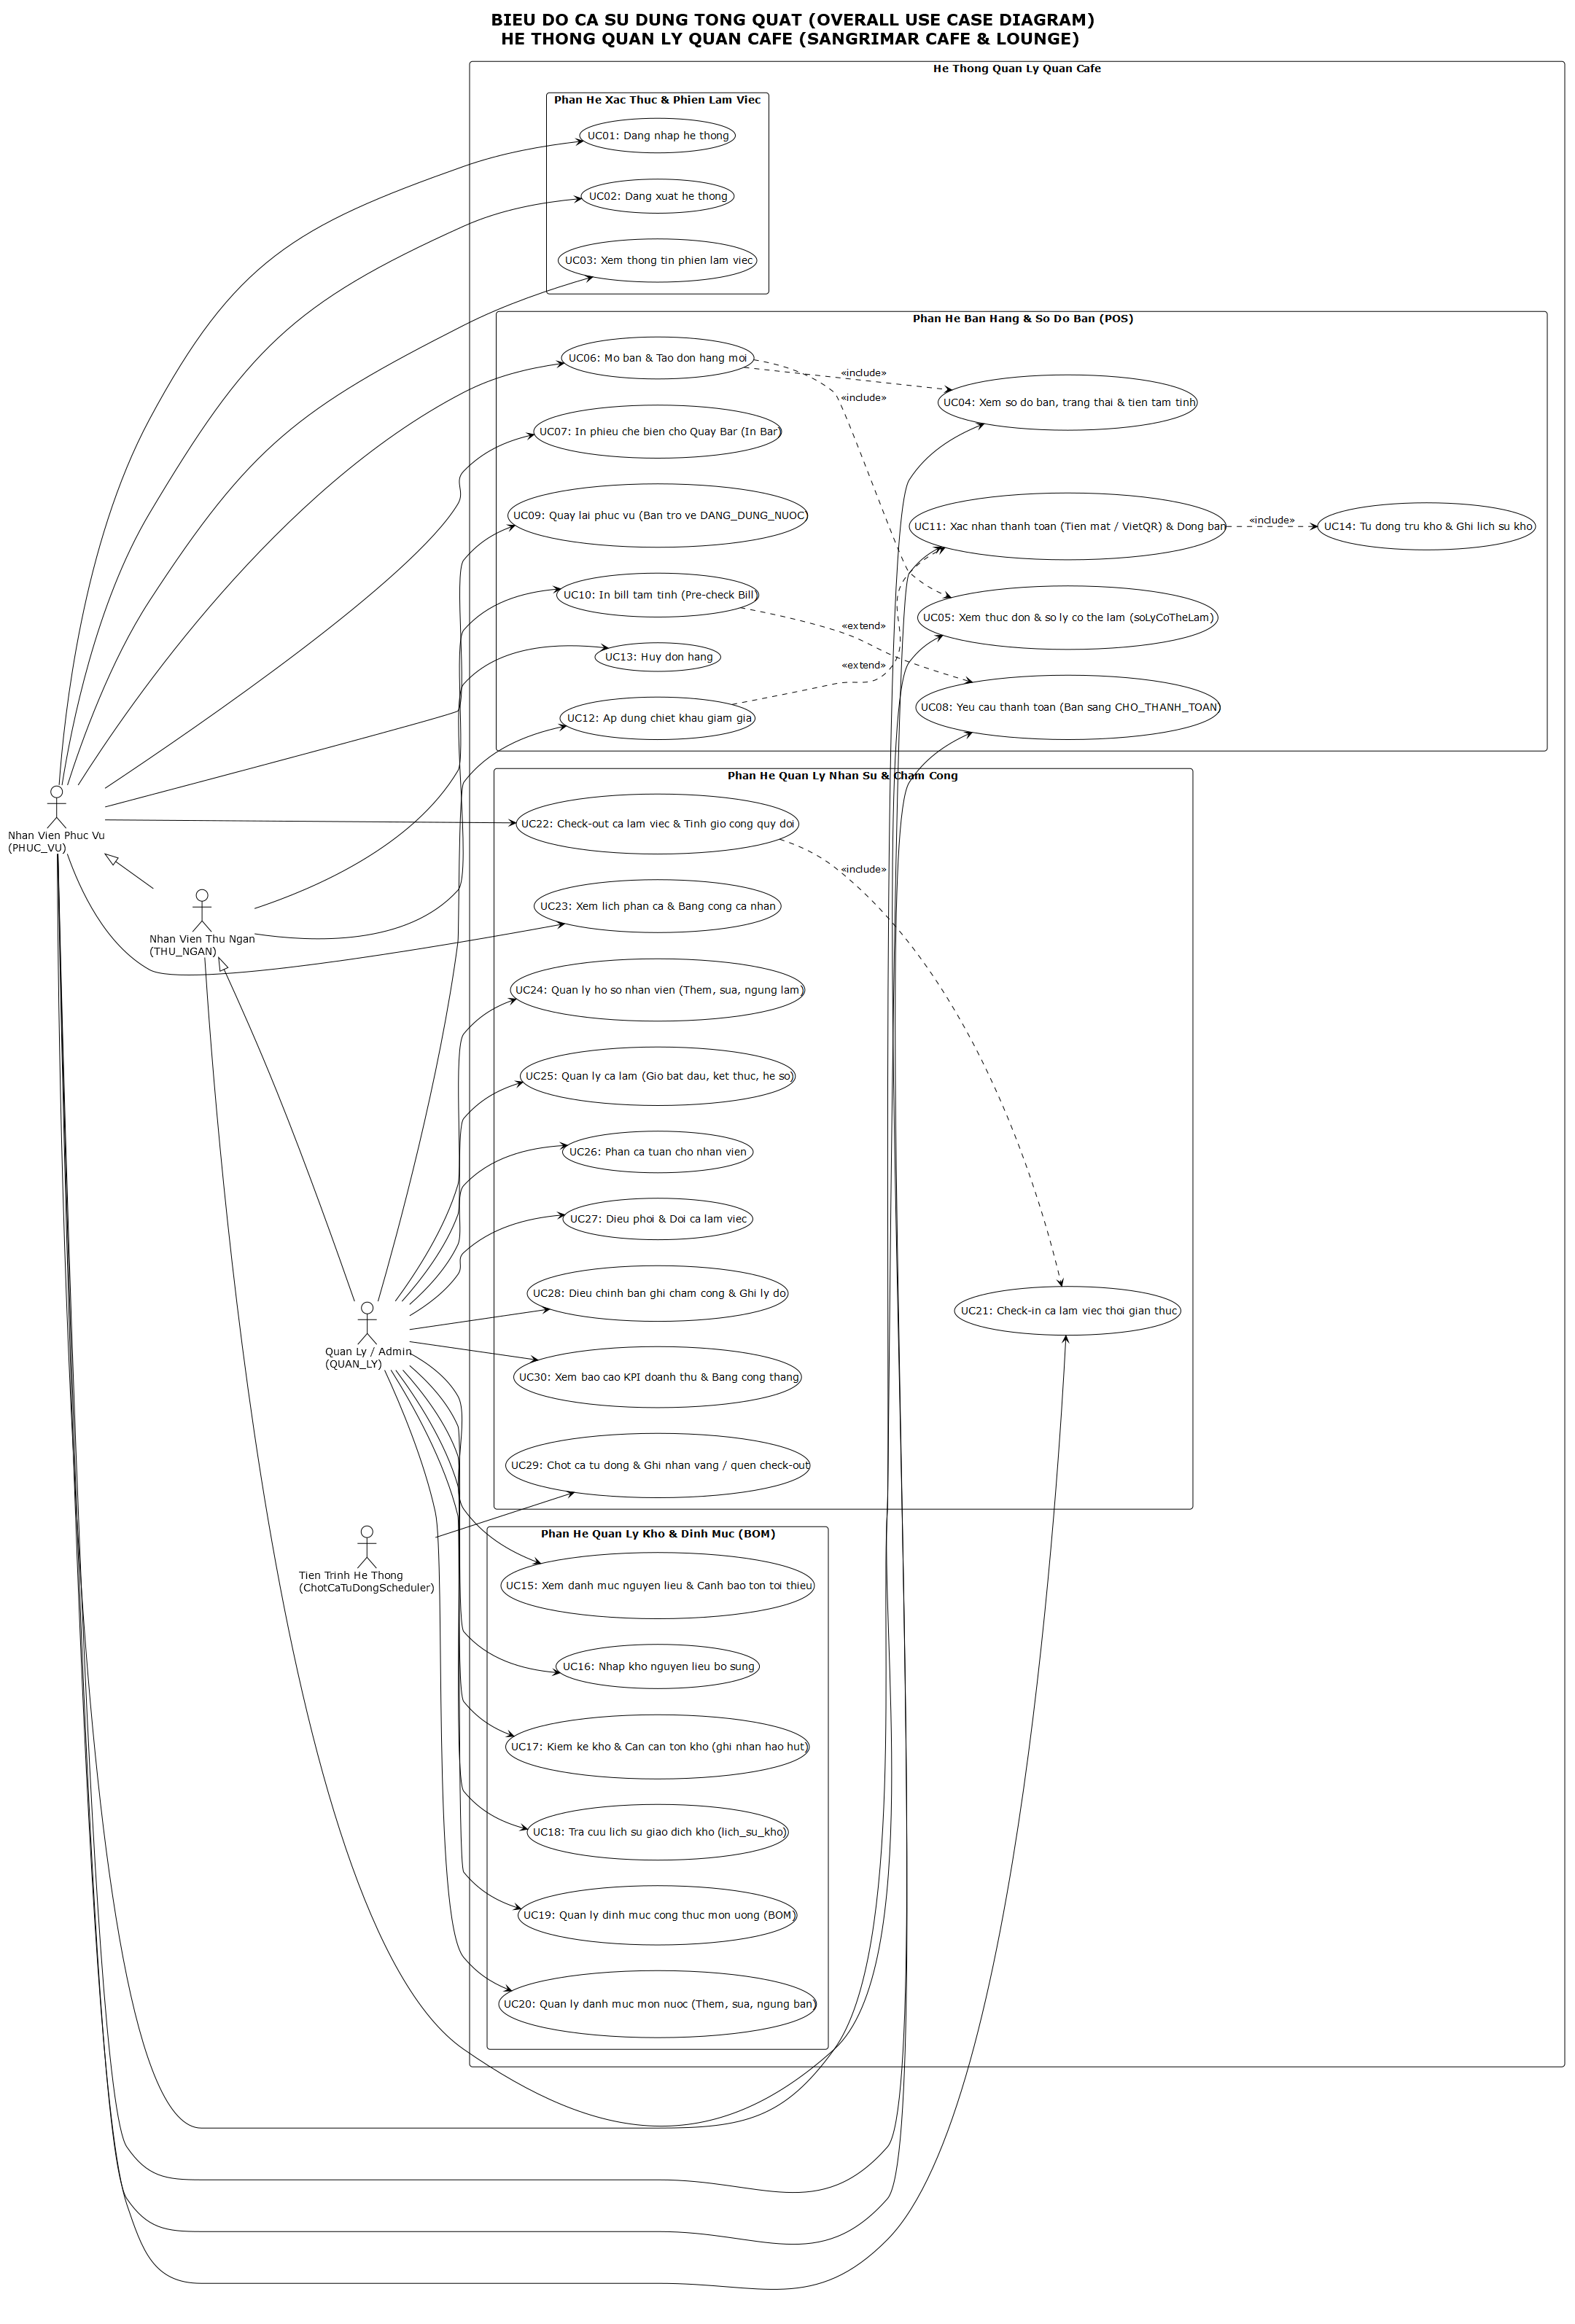 BIEU DO CA SU DUNG TONG QUAT (OVERALL USE CASE DIAGRAM)
HE THONG QUAN LY QUAN CAFE (SANGRIMAR CAFE & LOUNGE)
He Thong Quan Ly Quan Cafe
Phan He Xac Thuc & Phien Lam Viec
UC01: Dang nhap he thong
UC02: Dang xuat he thong
UC03: Xem thong tin phien lam viec
Phan He Ban Hang & So Do Ban (POS)
UC06: Mo ban & Tao don hang moi
«include»
«include»
UC04: Xem so do ban, trang thai & tien tam tinh
UC07: In phieu che bien cho Quay Bar (In Bar)
UC09: Quay lai phuc vu (Ban tro ve DANG_DUNG_NUOC)
UC11: Xac nhan thanh toan (Tien mat / VietQR) & Dong ban
«include»
UC14: Tu dong tru kho & Ghi lich su kho
UC10: In bill tam tinh (Pre-check Bill)
«extend»
UC05: Xem thuc don & so ly co the lam (soLyCoTheLam)
UC13: Huy don hang
«extend»
UC12: Ap dung chiet khau giam gia
UC08: Yeu cau thanh toan (Ban sang CHO_THANH_TOAN)
Phan He Quan Ly Nhan Su & Cham Cong
UC22: Check-out ca lam viec & Tinh gio cong quy doi
«include»
UC23: Xem lich phan ca & Bang cong ca nhan
UC24: Quan ly ho so nhan vien (Them, sua, ngung lam)
UC25: Quan ly ca lam (Gio bat dau, ket thuc, he so)
UC26: Phan ca tuan cho nhan vien
UC27: Dieu phoi & Doi ca lam viec
UC28: Dieu chinh ban ghi cham cong & Ghi ly do
UC21: Check-in ca lam viec thoi gian thuc
UC30: Xem bao cao KPI doanh thu & Bang cong thang
UC29: Chot ca tu dong & Ghi nhan vang / quen check-out
Nhan Vien Phuc Vu
(PHUC_VU)
Nhan Vien Thu Ngan
(THU_NGAN)
Quan Ly / Admin
(QUAN_LY)
Tien Trinh He Thong
(ChotCaTuDongScheduler)
Phan He Quan Ly Kho & Dinh Muc (BOM)
UC15: Xem danh muc nguyen lieu & Canh bao ton toi thieu
UC16: Nhap kho nguyen lieu bo sung
UC17: Kiem ke kho & Can can ton kho (ghi nhan hao hut)
UC18: Tra cuu lich su giao dich kho (lich_su_kho)
UC19: Quan ly dinh muc cong thuc mon uong (BOM)
UC20: Quan ly danh muc mon nuoc (Them, sua, ngung ban)